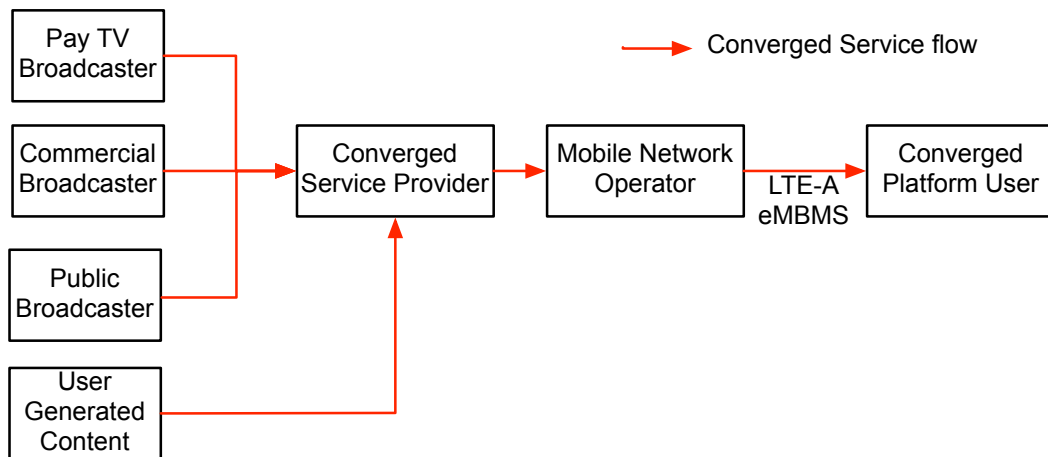 Pay TV
Broadcaster
Converged Service flow
Commercial
Broadcaster
Converged
Service Provider
Mobile Network
Operator
LTE-A
eMBMS
Converged
Platform User
Public
Broadcaster
User
Generated
Content